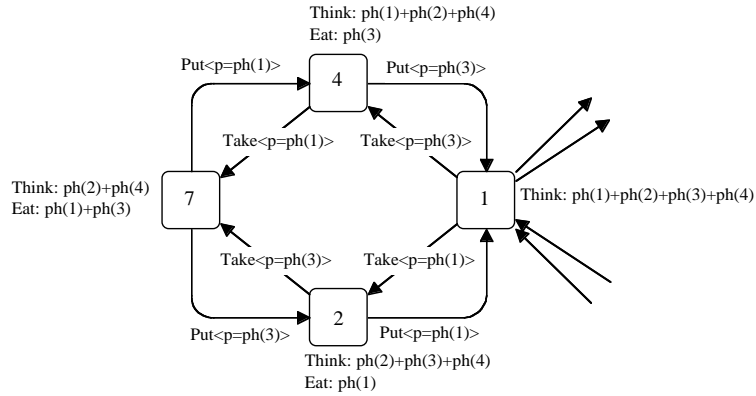 Think: ph(1)+ph(2)+ph(4)
Eat: ph(3)
Put<p=ph(1)>
4
Put<p=ph(3)>
Take<p=ph(1)>
Take<p=ph(3)>
Think: ph(2)+ph(4)
Eat: ph(1)+ph(3)
7
1
Think: ph(1)+ph(2)+ph(3)+ph(4)
Take<p=ph(3)>
Take<p=ph(1)>
Put<p=ph(3)>
2
Put<p=ph(1)>
Think: ph(2)+ph(3)+ph(4)
Eat: ph(1)